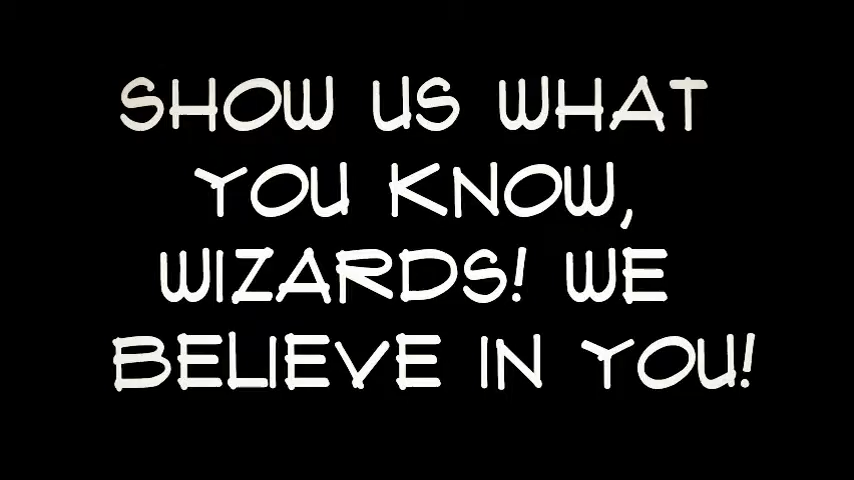 SHOW US WHAT
YOU KNOW,
WIZARDS! WE
BELIEVE IN YOU!